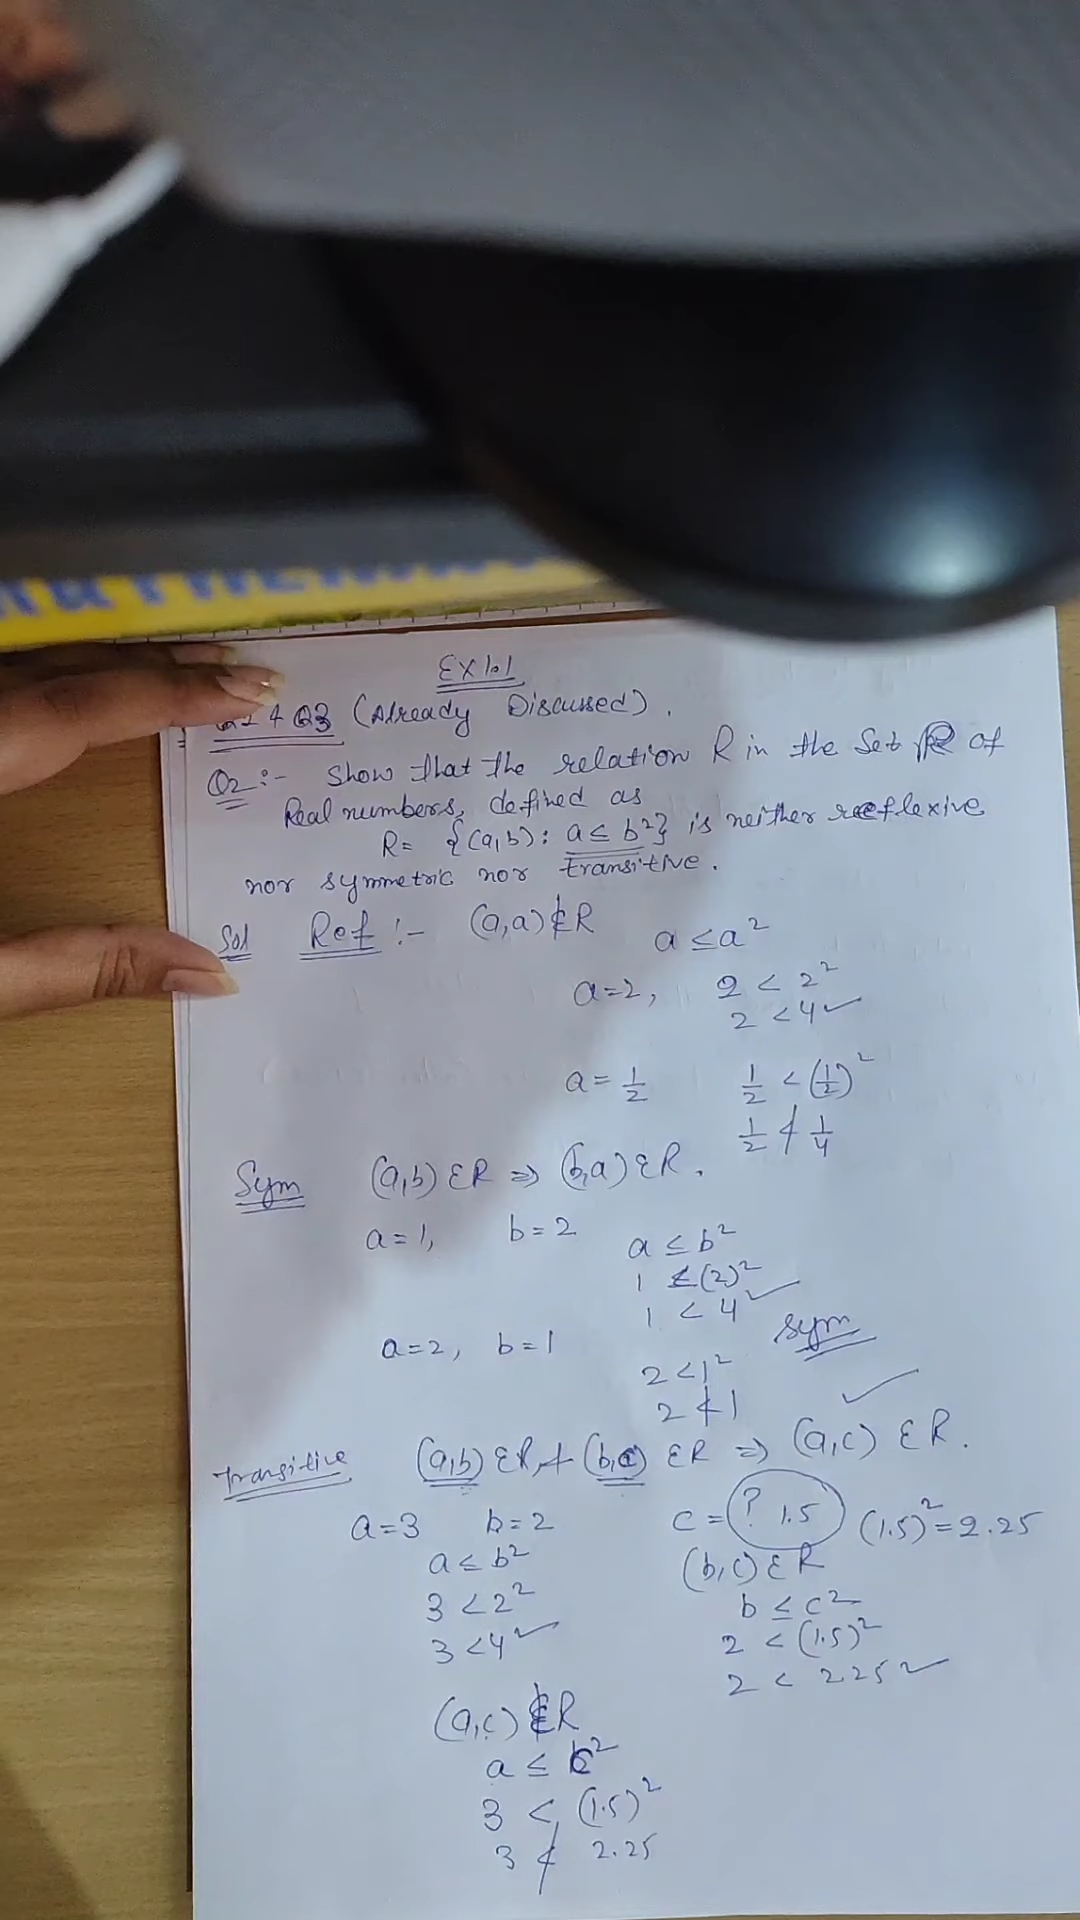 EX 1.1
Q1 & Q3 (Already Discussed).
Q2:- Show that the relation R in the Set R of
Real numbers, defined as
R= {(a,b): a ≤ b²} is neither reeflexive
nor symmetric nor transitive.
Sol Ref :- (a,a) ∉ R a ≤ a²
a=2, 2 < 2²
2 < 4 ✓
a = 1/2 1/2 < (1/2)²
1/2 ≮ 1/4
Sym (a,b) ∈ R ⇒ (b,a) ∈ R.
a = 1, b = 2 a ≤ b²
1 ≤ (2)²
1 < 4 ✓
Sym
a=2, b=1
2 < 1²
2 ≮ 1
✓
Transitive (a,b) ∈ R, & (b,c) ∈ R ⇒ (a,c) ∈ R.
a=3 b=2 c = ? 1.5 (1.5)² = 2.25
a ≤ b² (b,c) ∈ R
3 < 2² b ≤ c²
3 < 4 ✓ 2 < (1.5)²
2 < 2.25 ✓
(a,c) ∉ R
a ≤ c²
3 < (1.5)²
3 ≮ 2.25